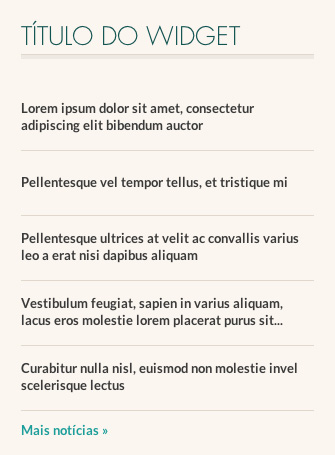 TÍTULO DO WIDGET
Lorem ipsum dolor sit amet, consectetur
adipiscing elit bibendum auctor
Pellentesque vel tempor tellus, et tristique mi
Pellentesque ultrices at velit ac convallis varius
leo a erat nisi dapibus aliquam
Vestibulum feugiat, sapien in varius aliquam,
lacus eros molestie lorem placerat purus sit...
Curabitur nulla nisl, euismod non molestie invel
scelerisque lectus
Mais notícias »